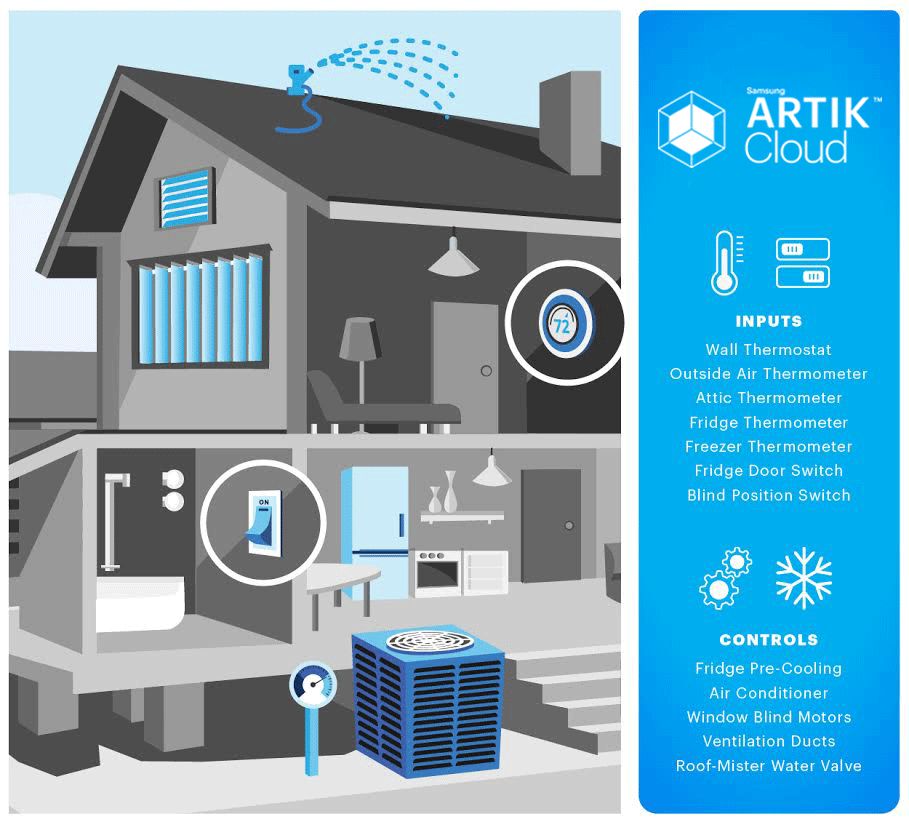 72
ON
Samsung
ARTIK™
Cloud
INPUTS
Wall Thermostat
Outside Air Thermometer
Attic Thermometer
Fridge Thermometer
Freezer Thermometer
Fridge Door Switch
Blind Position Switch
CONTROLS
Fridge Pre-Cooling
Air Conditioner
Window Blind Motors
Ventilation Ducts
Roof-Mister Water Valve